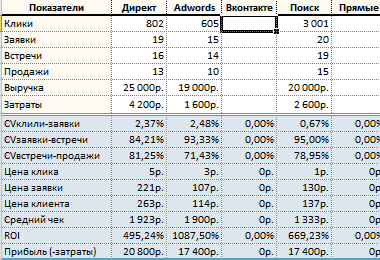 Показатели Директ Adwords Вконтакте Поиск Прямые
Клики 802 605 3 001
Заявки 19 15 20
Встречи 16 14 19
Продажи 13 10 15
Выручка 25 000р. 19 000р. 20 000р.
Затраты 4 200р. 1 600р. 2 600р.
CVклили-заявки 2,37% 2,48% 0,00% 0,67% 0,00%
CVзаявки-встречи 84,21% 93,33% 0,00% 95,00% 0,00%
CVвстречи-продажи 81,25% 71,43% 0,00% 78,95% 0,00%
Цена клика 5р. 3р. 0р. 1р. 0р
Цена заявки 221р. 107р. 0р. 130р. 0р
Цена клиента 263р. 114р. 0р. 137р. 0р
Средний чек 1 923р. 1 900р. 0р. 1 333р. 0р
ROI 495,24% 1087,50% 0,00% 669,23% 0,00%
Прибыль (-затраты) 20 800р. 17 400р. 0р. 17 400р. 0р